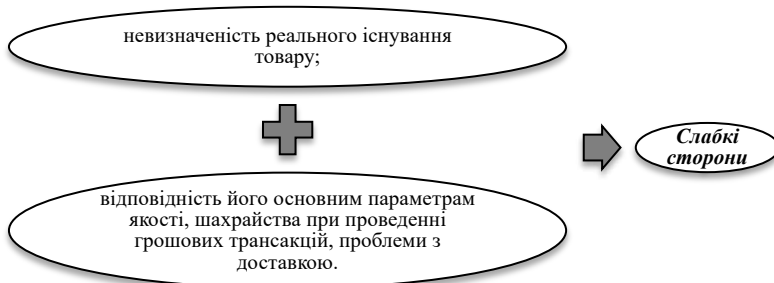 невизначеність реального існування
товару;
Слабкі
сторони
відповідність його основним параметрам
якості, шахрайства при проведенні
грошових трансакцій, проблеми з
доставкою.